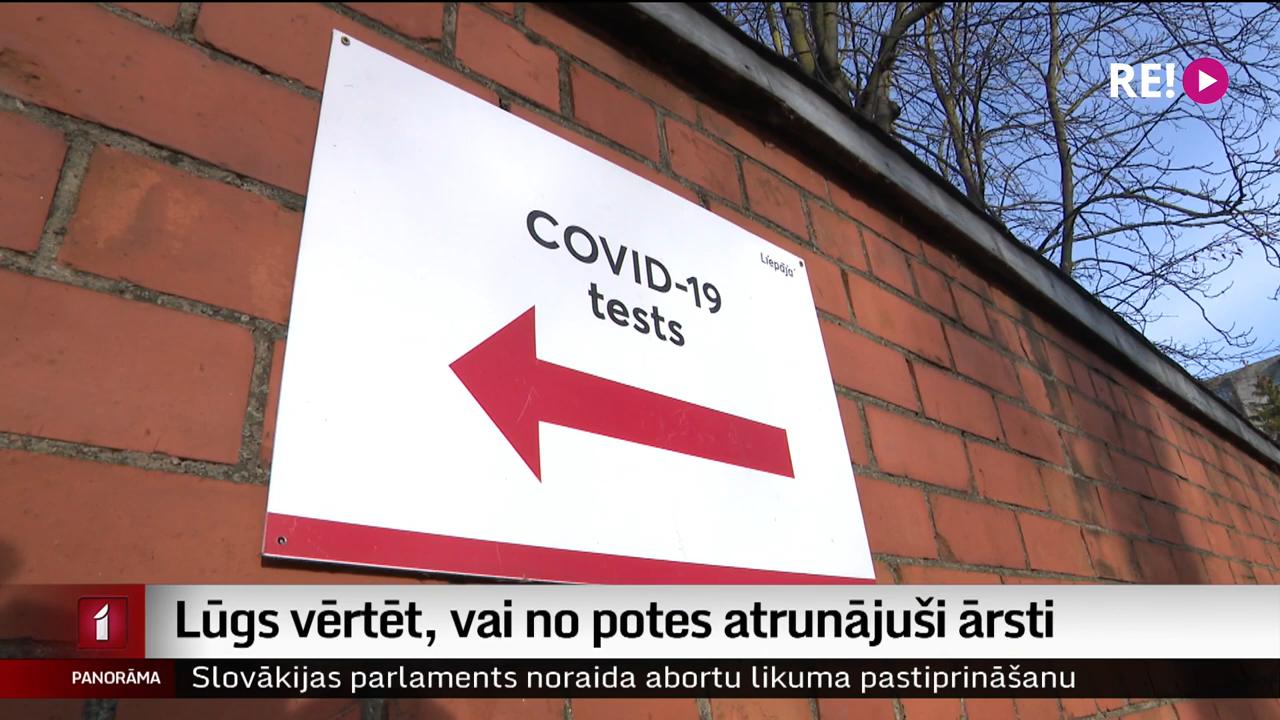 RE!
COVID-19
tests
Liepāja
1
Lūgs vērtēt, vai no potes atrunājuši ārsti
PANORĀMA
Slovākijas parlaments noraida abortu likuma pastiprināšanu